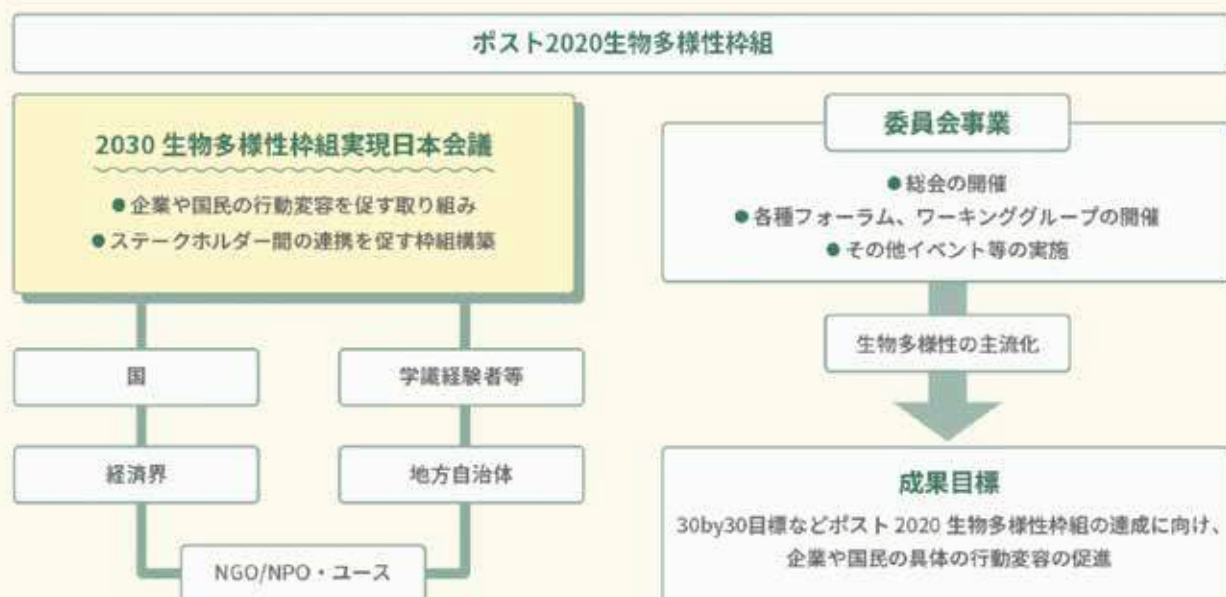 ポスト2020生物多様性枠組
2030 生物多様性枠組実現日本会議
●企業や国民の行動変容を促す取り組み
●ステークホルダー間の連携を促す枠組構築
国
学識経験者等
経済界
地方自治体
NGO/NPO・ユース
委員会事業
●総会の開催
●各種フォーラム、ワーキンググループの開催
●その他イベント等の実施
生物多様性の主流化
成果目標
30by30目標などポスト 2020 生物多様性枠組の達成に向け、
企業や国民の具体の行動変容の促進